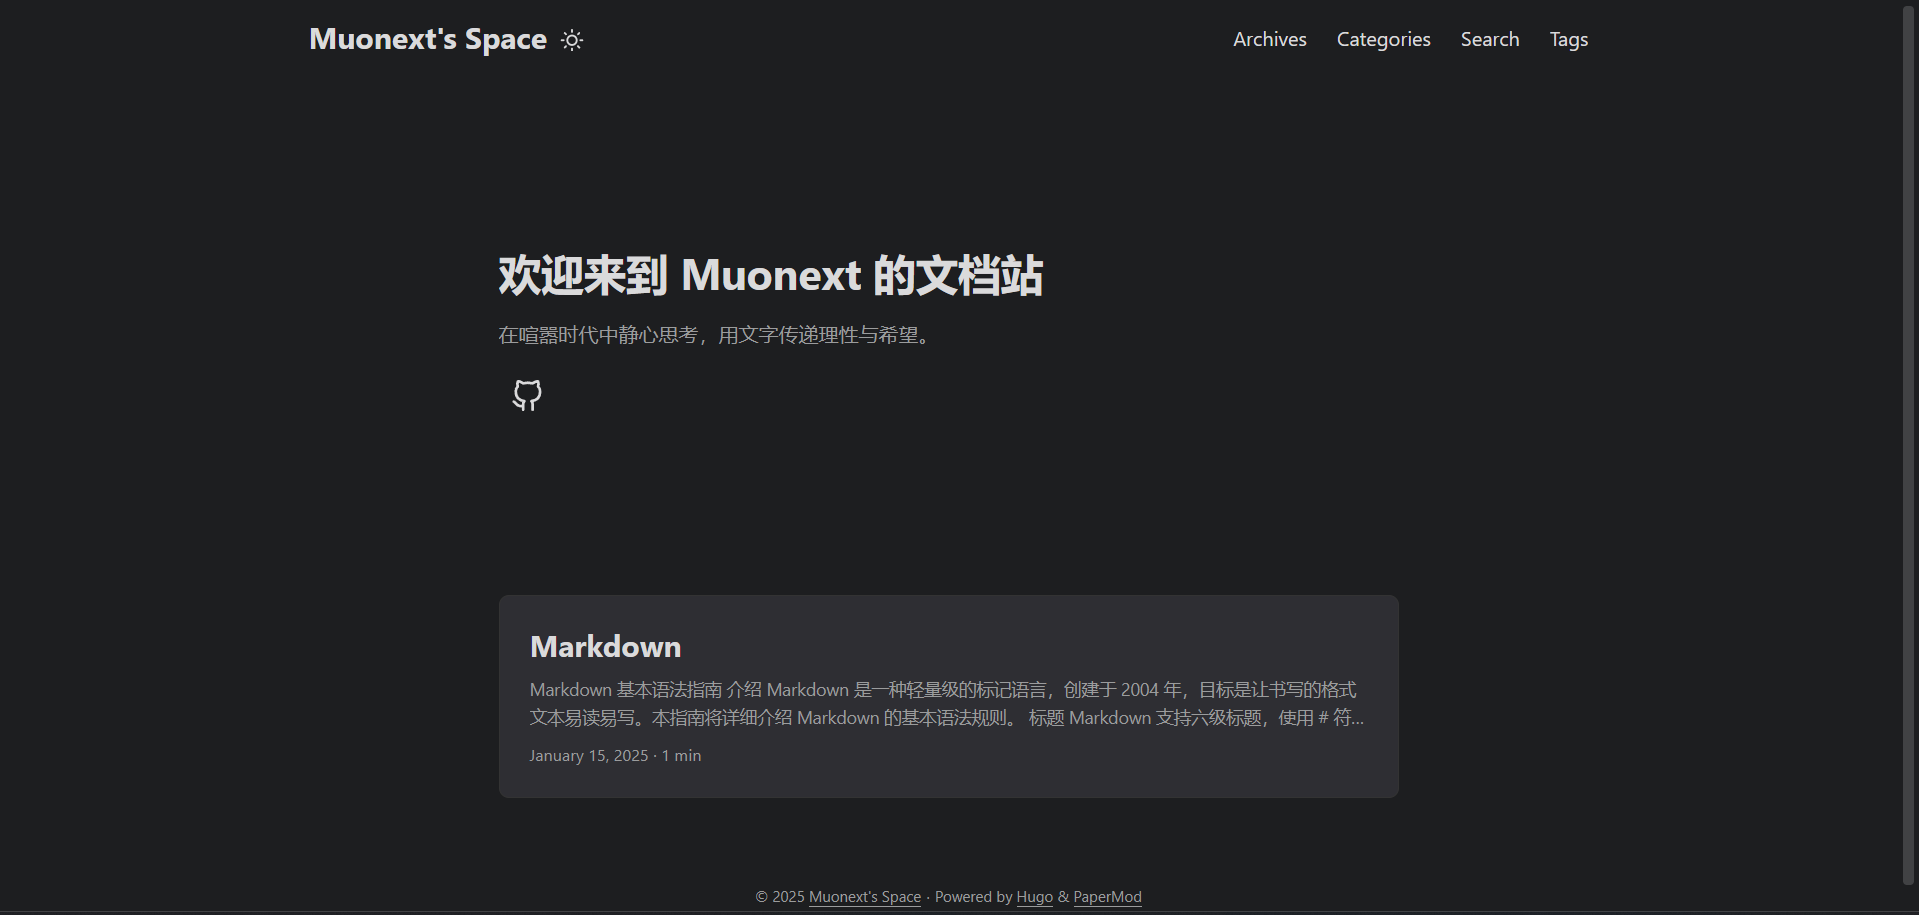 Muonext's Space
Archives Categories Search Tags
欢迎来到 Muonext 的文档站
在喧嚣时代中静心思考，用文字传递理性与希望。
Markdown
Markdown 基本语法指南 介绍 Markdown 是一种轻量级的标记语言，创建于 2004 年，目标是让书写的格式
文本易读易写。本指南将详细介绍 Markdown 的基本语法规则。 标题 Markdown 支持六级标题，使用 # 符...
January 15, 2025 · 1 min
© 2025 Muonext's Space · Powered by Hugo & PaperMod